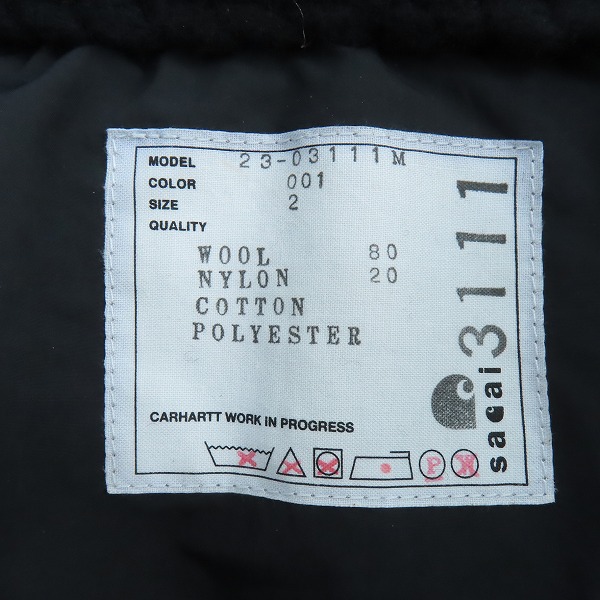 MODEL 23-03111M
COLOR 001
SIZE 2
QUALITY
WOOL 80
NYLON 20
COTTON
POLYESTER
CARHARTT WORK IN PROGRESS
P W
sacai
3111